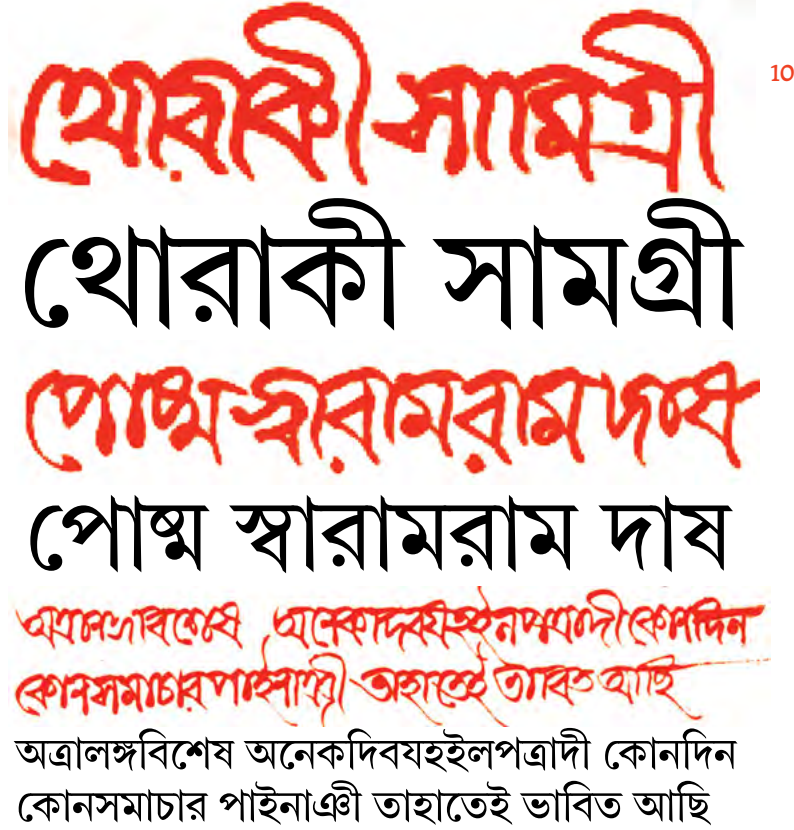 10
থোরাকী সামগ্রী
থোরাকী সামগ্রী
পোষ্ম স্বারামরাম দাষ
পোষ্ম স্বারামরাম দাষ
অত্রালঙ্গবিশেষ অনেকদিবযহইলপত্রাদী কোনদিন
কোনসমাচার পাইনাঞী তাহাতেই ভাবিত আছি
অত্রালঙ্গবিশেষ অনেকদিবযহইলপত্রাদী কোনদিন
কোনসমাচার পাইনাঞী তাহাতেই ভাবিত আছি